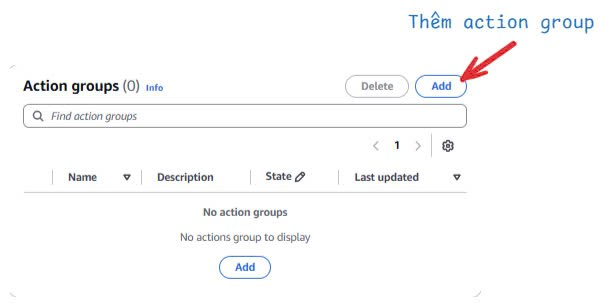 Thêm action group
Action groups (0) Info
Delete
Add
Find action groups
1
Name Description State Last updated
No action groups
No actions group to display
Add